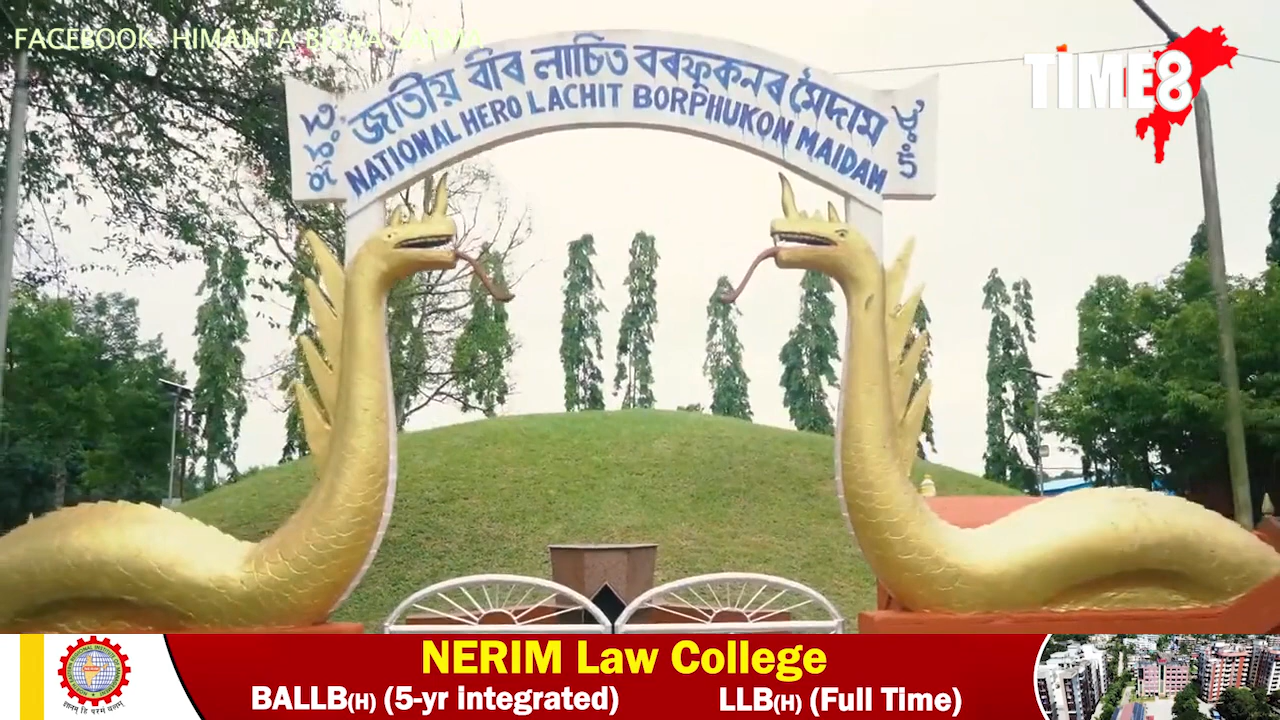 FACEBOOK HIMANTA BISWA SARMA
TIME8
জাতীয় বীৰ লাচিত বৰফুকনৰ মৈদাম
NATIONAL HERO LACHIT BORPHUKON MAIDAM
NERIM Law College
BALLB(H) (5-yr integrated)
LLB(H) (Full Time)